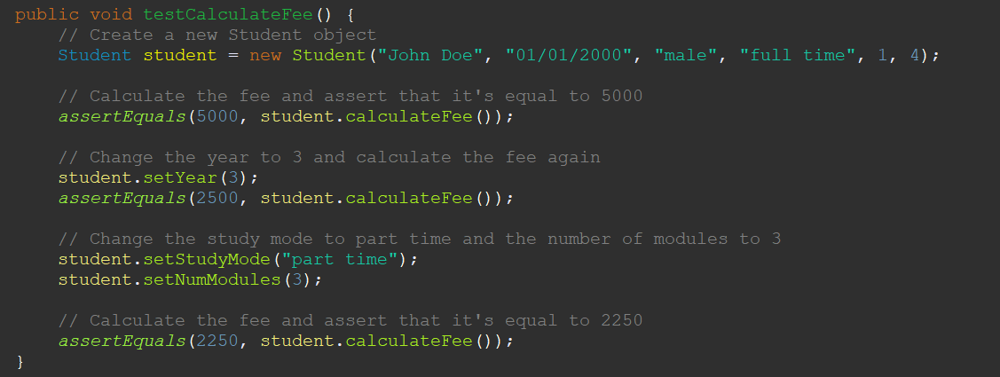 public void testCalculateFee() {
    // Create a new Student object
    Student student = new Student("John Doe", "01/01/2000", "male", "full time", 1, 4);

    // Calculate the fee and assert that it's equal to 5000
    assertEquals(5000, student.calculateFee());

    // Change the year to 3 and calculate the fee again
    student.setYear(3);
    assertEquals(2500, student.calculateFee());

    // Change the study mode to part time and the number of modules to 3
    student.setStudyMode("part time");
    student.setNumModules(3);

    // Calculate the fee and assert that it's equal to 2250
    assertEquals(2250, student.calculateFee());
}